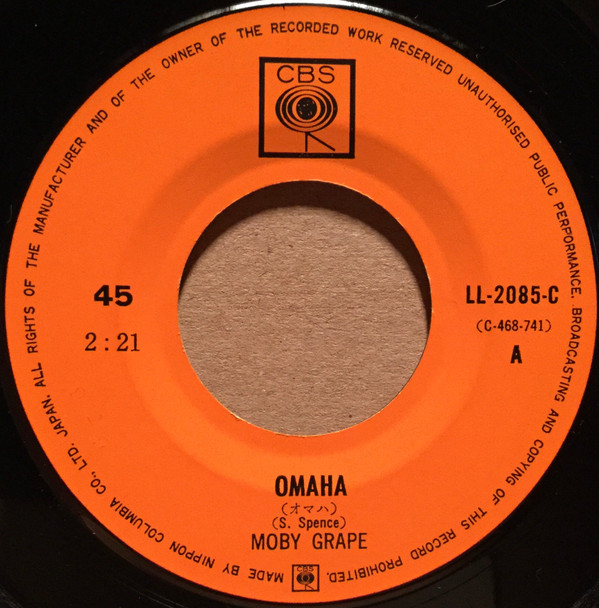 CBS
45
2:21
LL-2085-C
(C-468-741)
A
OMAHA
(オマハ)
(S. Spence)
MOBY GRAPE
CBS
MADE BY NIPPON COLUMBIA CO., LTD. JAPAN. ALL RIGHTS OF THE MANUFACTURER AND OF THE OWNER OF THE RECORDED WORK RESERVED UNAUTHORISED PUBLIC PERPORMANCE. BROADCASTING AND COPYING OF THIS RECORD PROHIBITED.